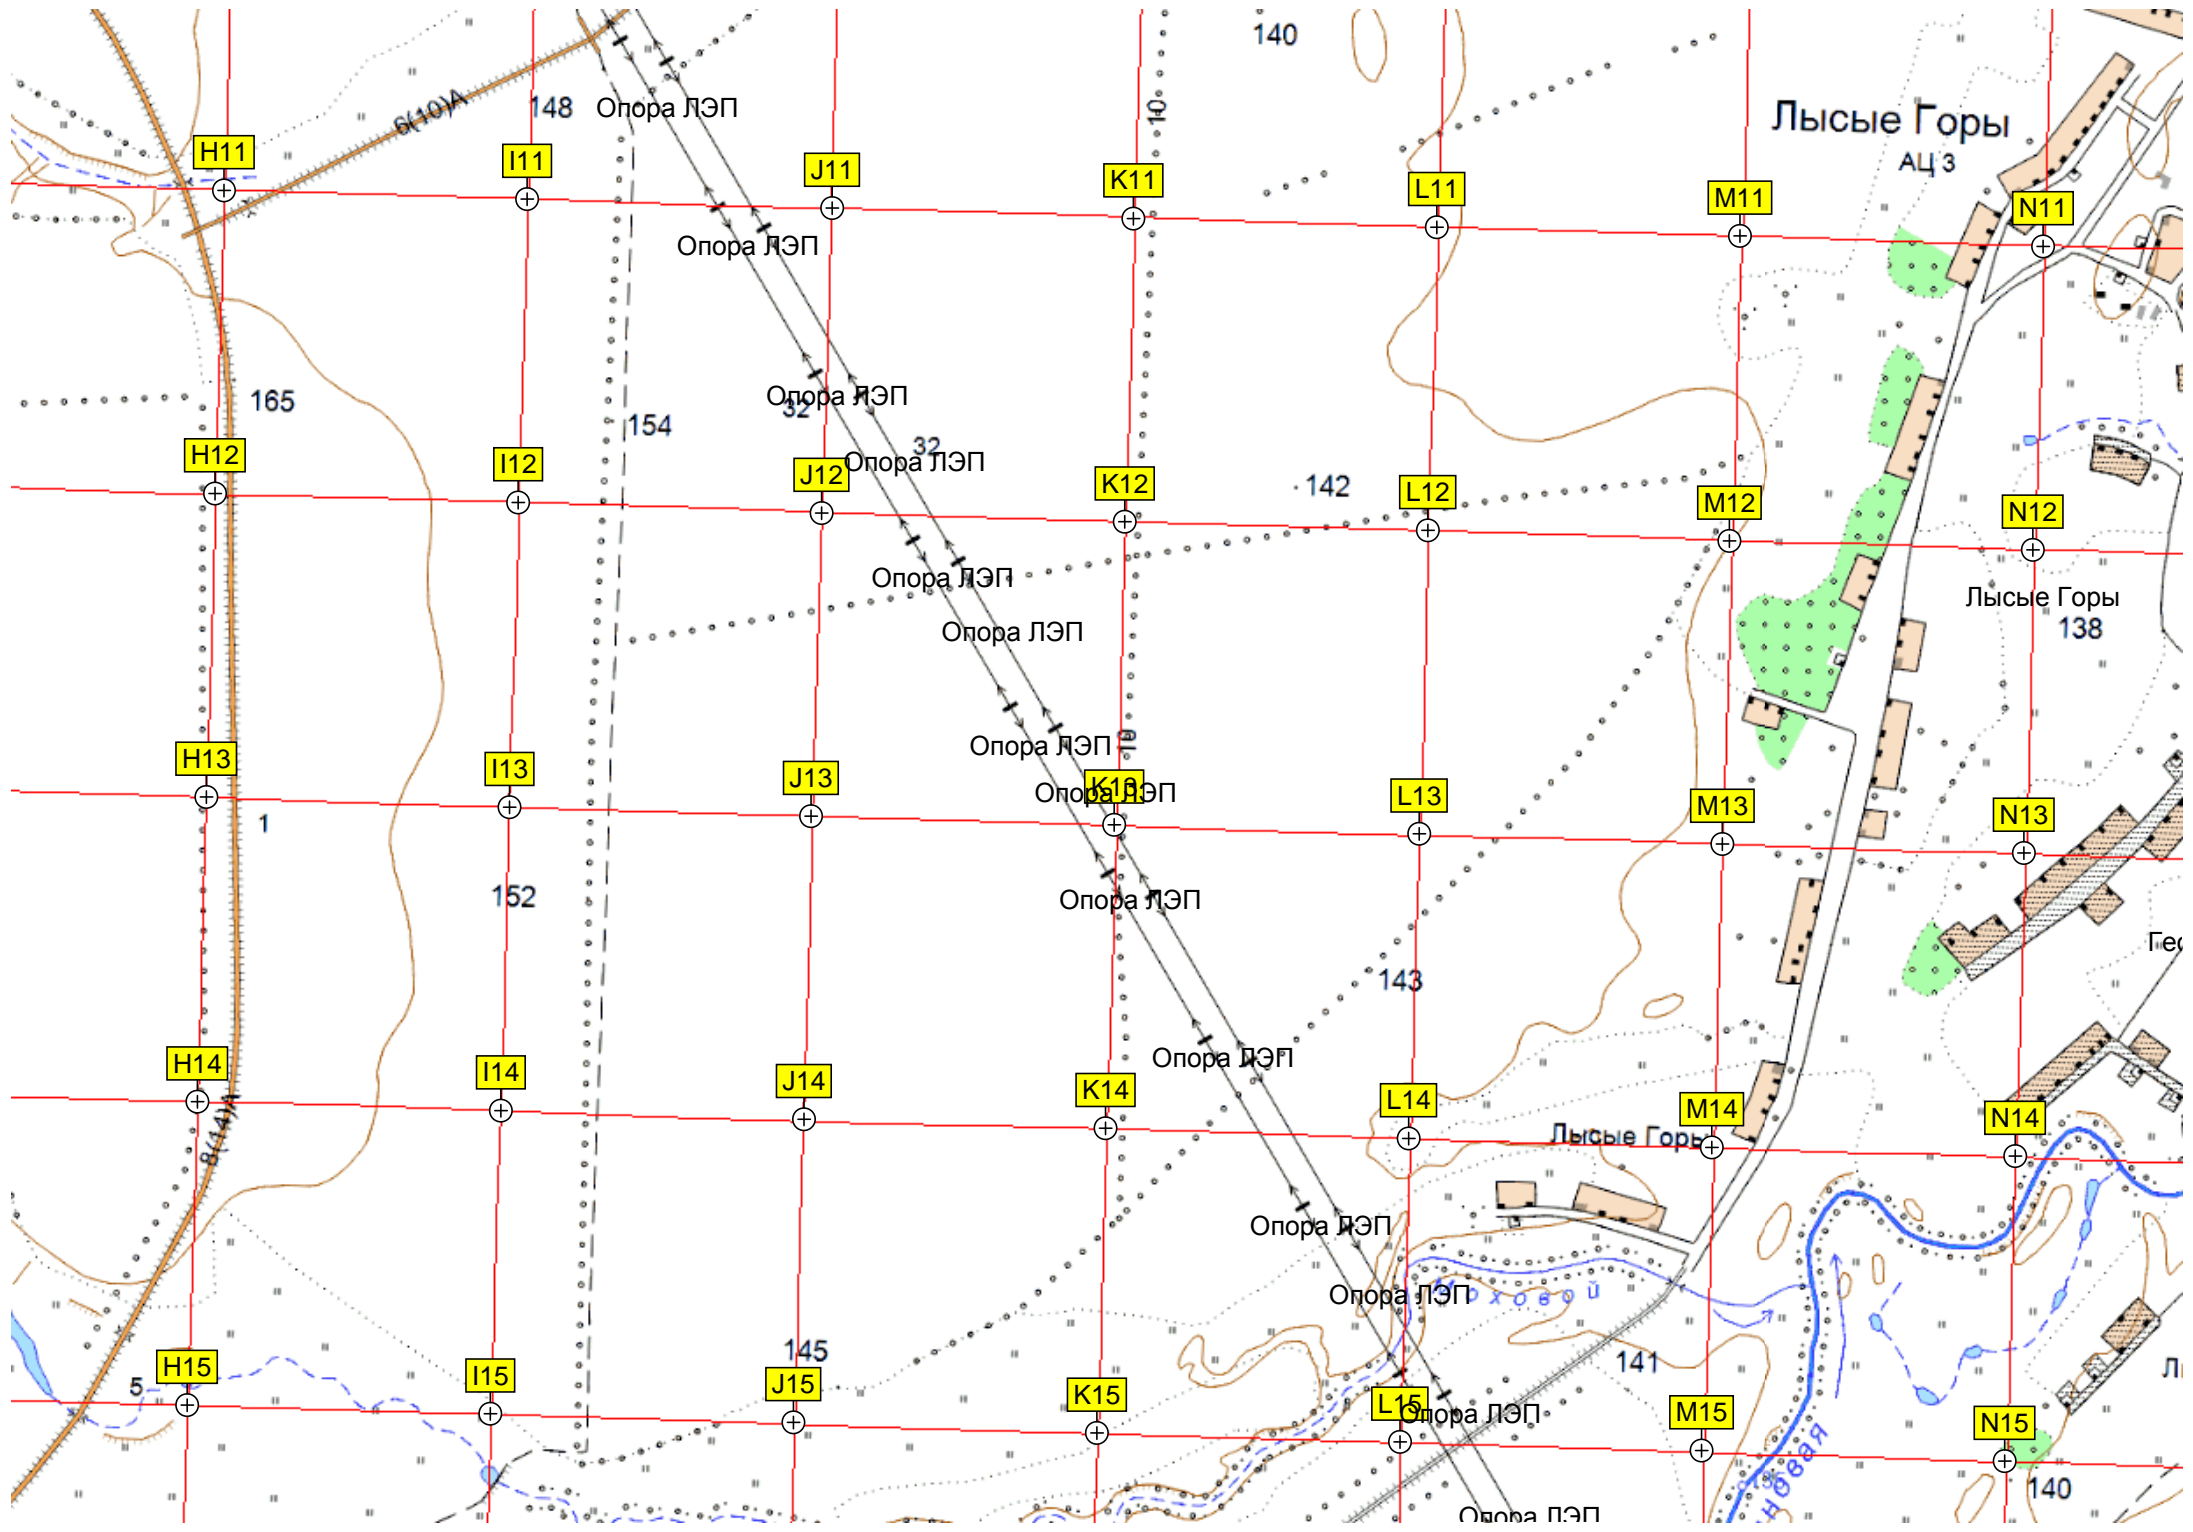 140
148
6(10)А
Опора ЛЭП
10
Лысые Горы
АЦ 3
H11
I11
J11
K11
L11
M11
N11
Опора ЛЭП
165
154
Опора ЛЭП
32
32
Опора ЛЭП
H12
I12
J12
K12
142
L12
M12
N12
Опора ЛЭП
Лысые Горы
138
Опора ЛЭП
Опора ЛЭП
10
H13
I13
J13
K13
Опора ЛЭП
L13
M13
N13
1
152
Опора ЛЭП
143
Опора ЛЭП
H14
I14
J14
K14
L14
M14
N14
8(14)А
Лысые Горы
Опора ЛЭП
Опора ЛЭП
Моховой
145
141
5
H15
I15
J15
K15
L15
Опора ЛЭП
M15
N15
140
Опора ЛЭП